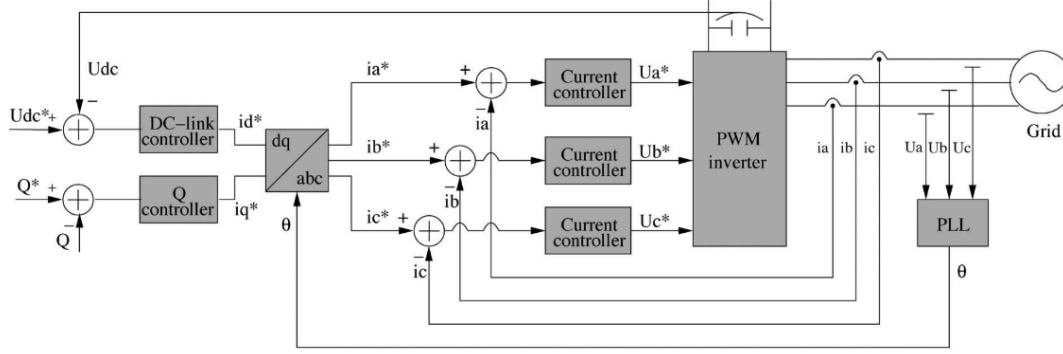 Udc
−
Udc* +
DC−link
controller
id*
Q* +
−
Q
Q
controller
iq*
dq
abc
θ
ia*
+
−
ia
Current
controller
Ua*
ib*
+
−
ib
Current
controller
Ub*
ic*
+
−
ic
Current
controller
Uc*
PWM
inverter
ia ib ic
Ua Ub Uc
Grid
PLL
θ